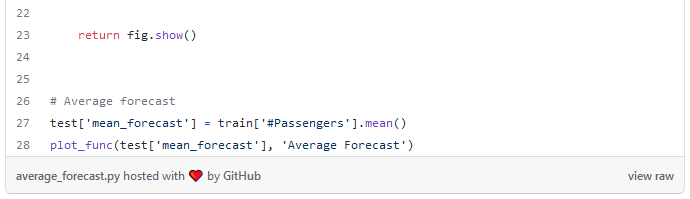 22
23 return fig.show()
24
25
26 # Average forecast
27 test['mean_forecast'] = train['#Passengers'].mean()
28 plot_func(test['mean_forecast'], 'Average Forecast')
average_forecast.py hosted with ❤ by GitHub view raw